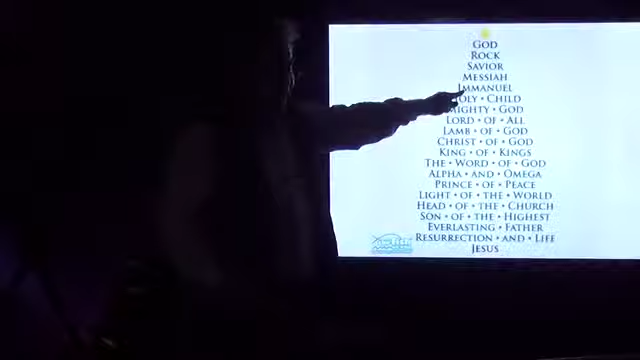 GOD
ROCK
SAVIOR
MESSIAH
IMMANUEL
HOLY • CHILD
MIGHTY • GOD
LORD • OF • ALL
LAMB • OF • GOD
CHRIST • OF • GOD
KING • OF • KINGS
THE • WORD • OF • GOD
ALPHA • AND • OMEGA
PRINCE • OF • PEACE
LIGHT • OF • THE • WORLD
HEAD • OF • THE • CHURCH
SON • OF • THE • HIGHEST
EVERLASTING • FATHER
RESURRECTION • AND • LIFE
JESUS